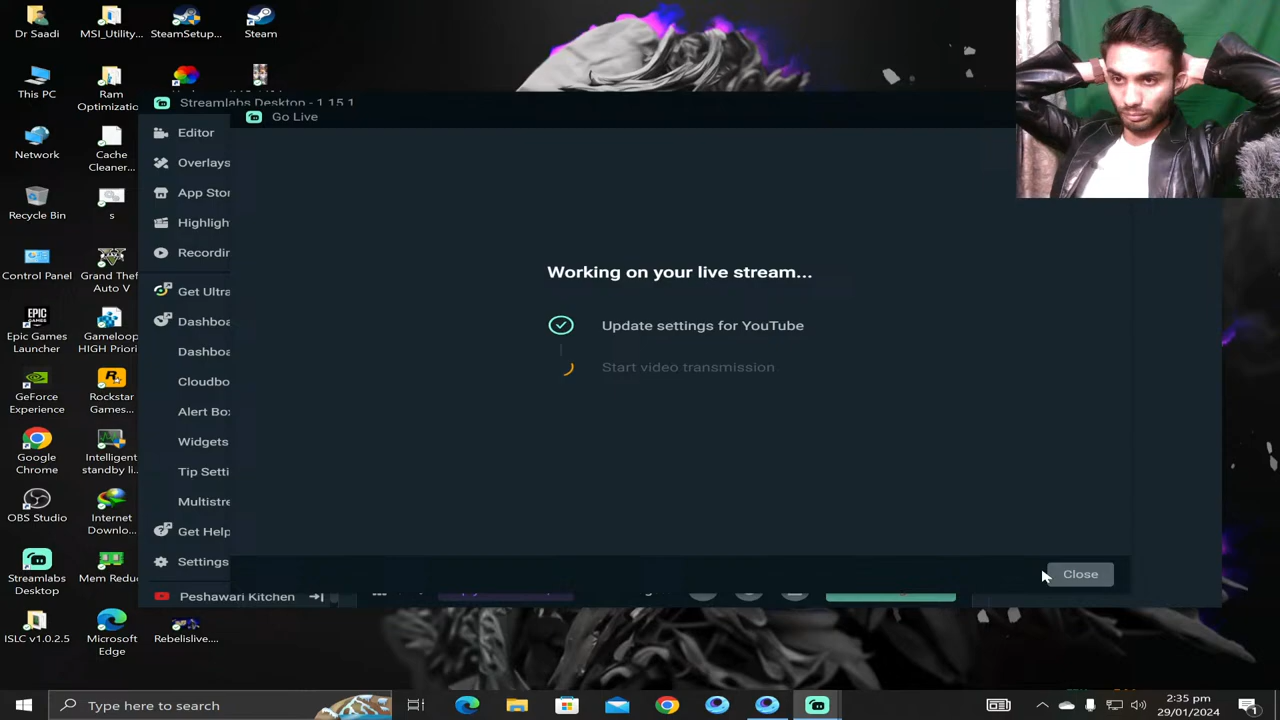 Dr Saadi
MSI_Utility...
SteamSetup...
Steam
This PC
Ram
Optimizatio...
Network
Cache
Cleaner...
Recycle Bin
s
Control Panel
Grand Thef
Auto V
Epic Games
Launcher
Gameloop
HIGH Priori...
GeForce
Experience
Rockstar
Games...
Google
Chrome
Intelligent
standby li...
OBS Studio
Internet
Downlo...
Streamlabs
Desktop
Mem Reduc
ISLC v1.0.2.5
Microsoft
Edge
Rebelislive....
Streamlabs Desktop - 1.15.1
Editor
Overlays
App Stor
Highligh
Recordin
Get Ultra
Dashboa
Dashboa
Cloudbo
Alert Box
Widgets
Tip Setti
Multistre
Get Help
Settings
Peshawari Kitchen
Go Live
Working on your live stream...
Update settings for YouTube
Start video transmission
Close
Type here to search
2:35 pm
29/01/2024
1